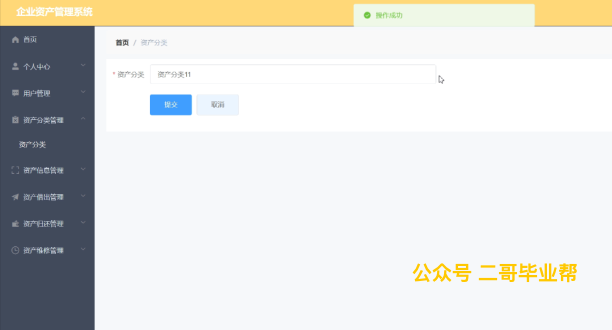 企业资产管理系统
操作成功
首页
个人中心
用户管理
资产分类管理
资产分类
资产信息管理
资产借出管理
资产归还管理
资产维修管理
首页 / 资产分类
* 资产分类 资产分类11
提交 取消
公众号 二哥毕业帮